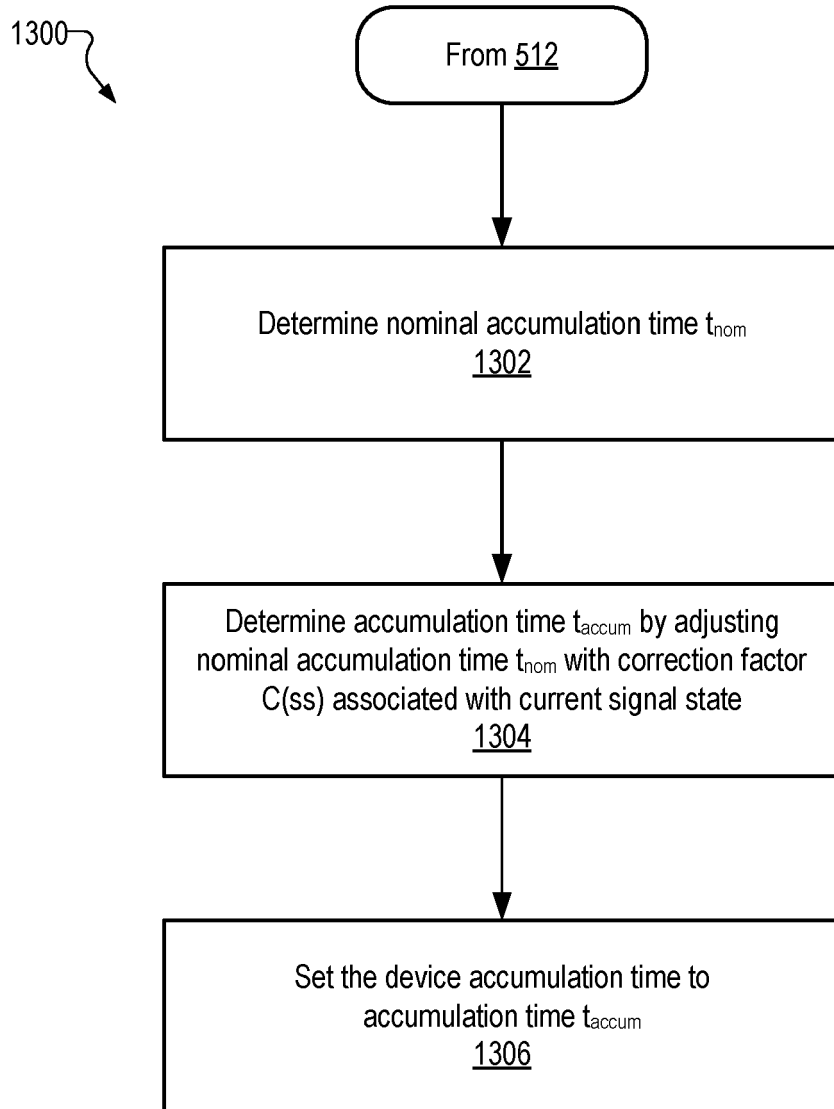 1300
From 512
Determine nominal accumulation time tnom
1302
Determine accumulation time taccum by adjusting
nominal accumulation time tnom with correction factor
C(ss) associated with current signal state
1304
Set the device accumulation time to
accumulation time taccum
1306